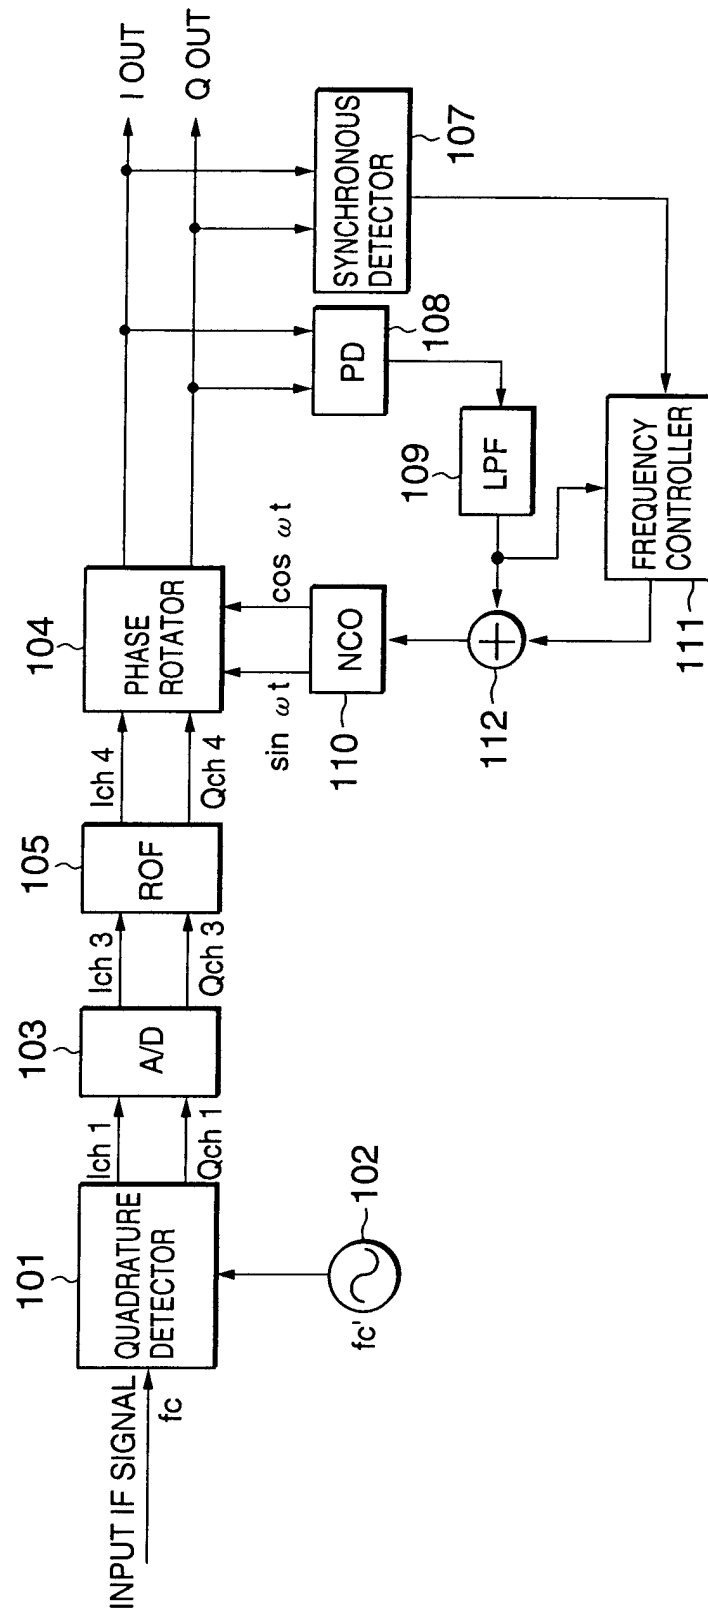 INPUT IF SIGNAL
fc
101
QUADRATURE
DETECTOR
fc'
102
Ich 1
Qch 1
103
A/D
Ich 3
Qch 3
105
ROF
Ich 4
Qch 4
104
PHASE
ROTATOR
sin ωt
cos ωt
110
NCO
112
+
109
LPF
PD
108
SYNCHRONOUS
DETECTOR
107
FREQUENCY
CONTROLLER
111
I OUT
Q OUT